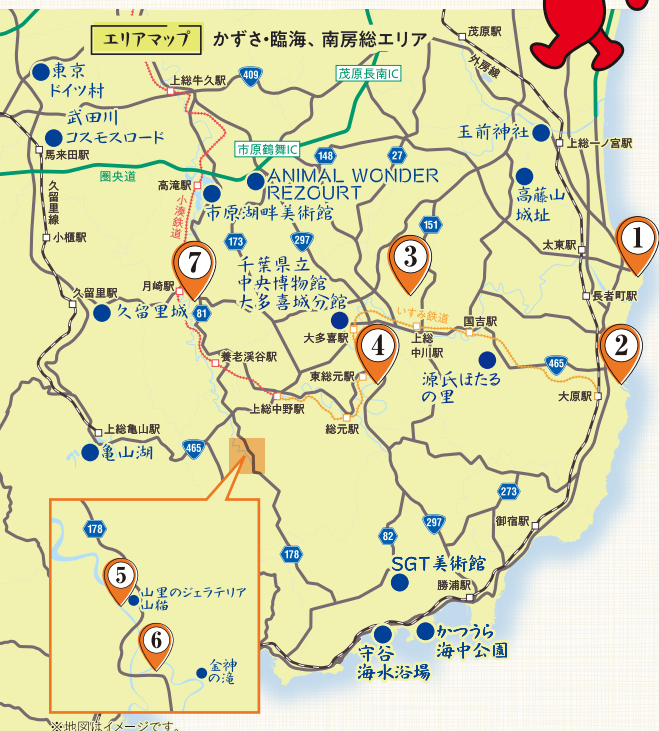 エリアマップ かずさ・臨海、南房総エリア
茂原駅
外房線
東京
ドイツ村
上総牛久駅
409
茂原長南IC
武田川
コスモスロード
馬来田駅
市原鶴舞IC
148
27
玉前神社
上総一ノ宮駅
圏央道
高滝駅
ANIMAL WONDER
REZOURT
市原湖畔美術館
高藤山
城址
久留里線
小湊鉄道
小櫃駅
173
297
151
太東駅
1
7
3
千葉県立
中央博物館
大多喜城分館
月崎駅
久留里駅
久留里城
81
長者町駅
いすみ鉄道
国吉駅
大多喜駅
上総
中川駅
4
2
養老渓谷駅
東総元駅
源氏ほたる
の里
465
大原駅
上総中野駅
総元駅
上総亀山駅
亀山湖
465
273
178
297
御宿駅
82
178
SGT美術館
勝浦駅
5
山里のジェラテリア
山猫
6
金神
の滝
守谷
海水浴場
かつうら
海中公園
※地図はイメージです。